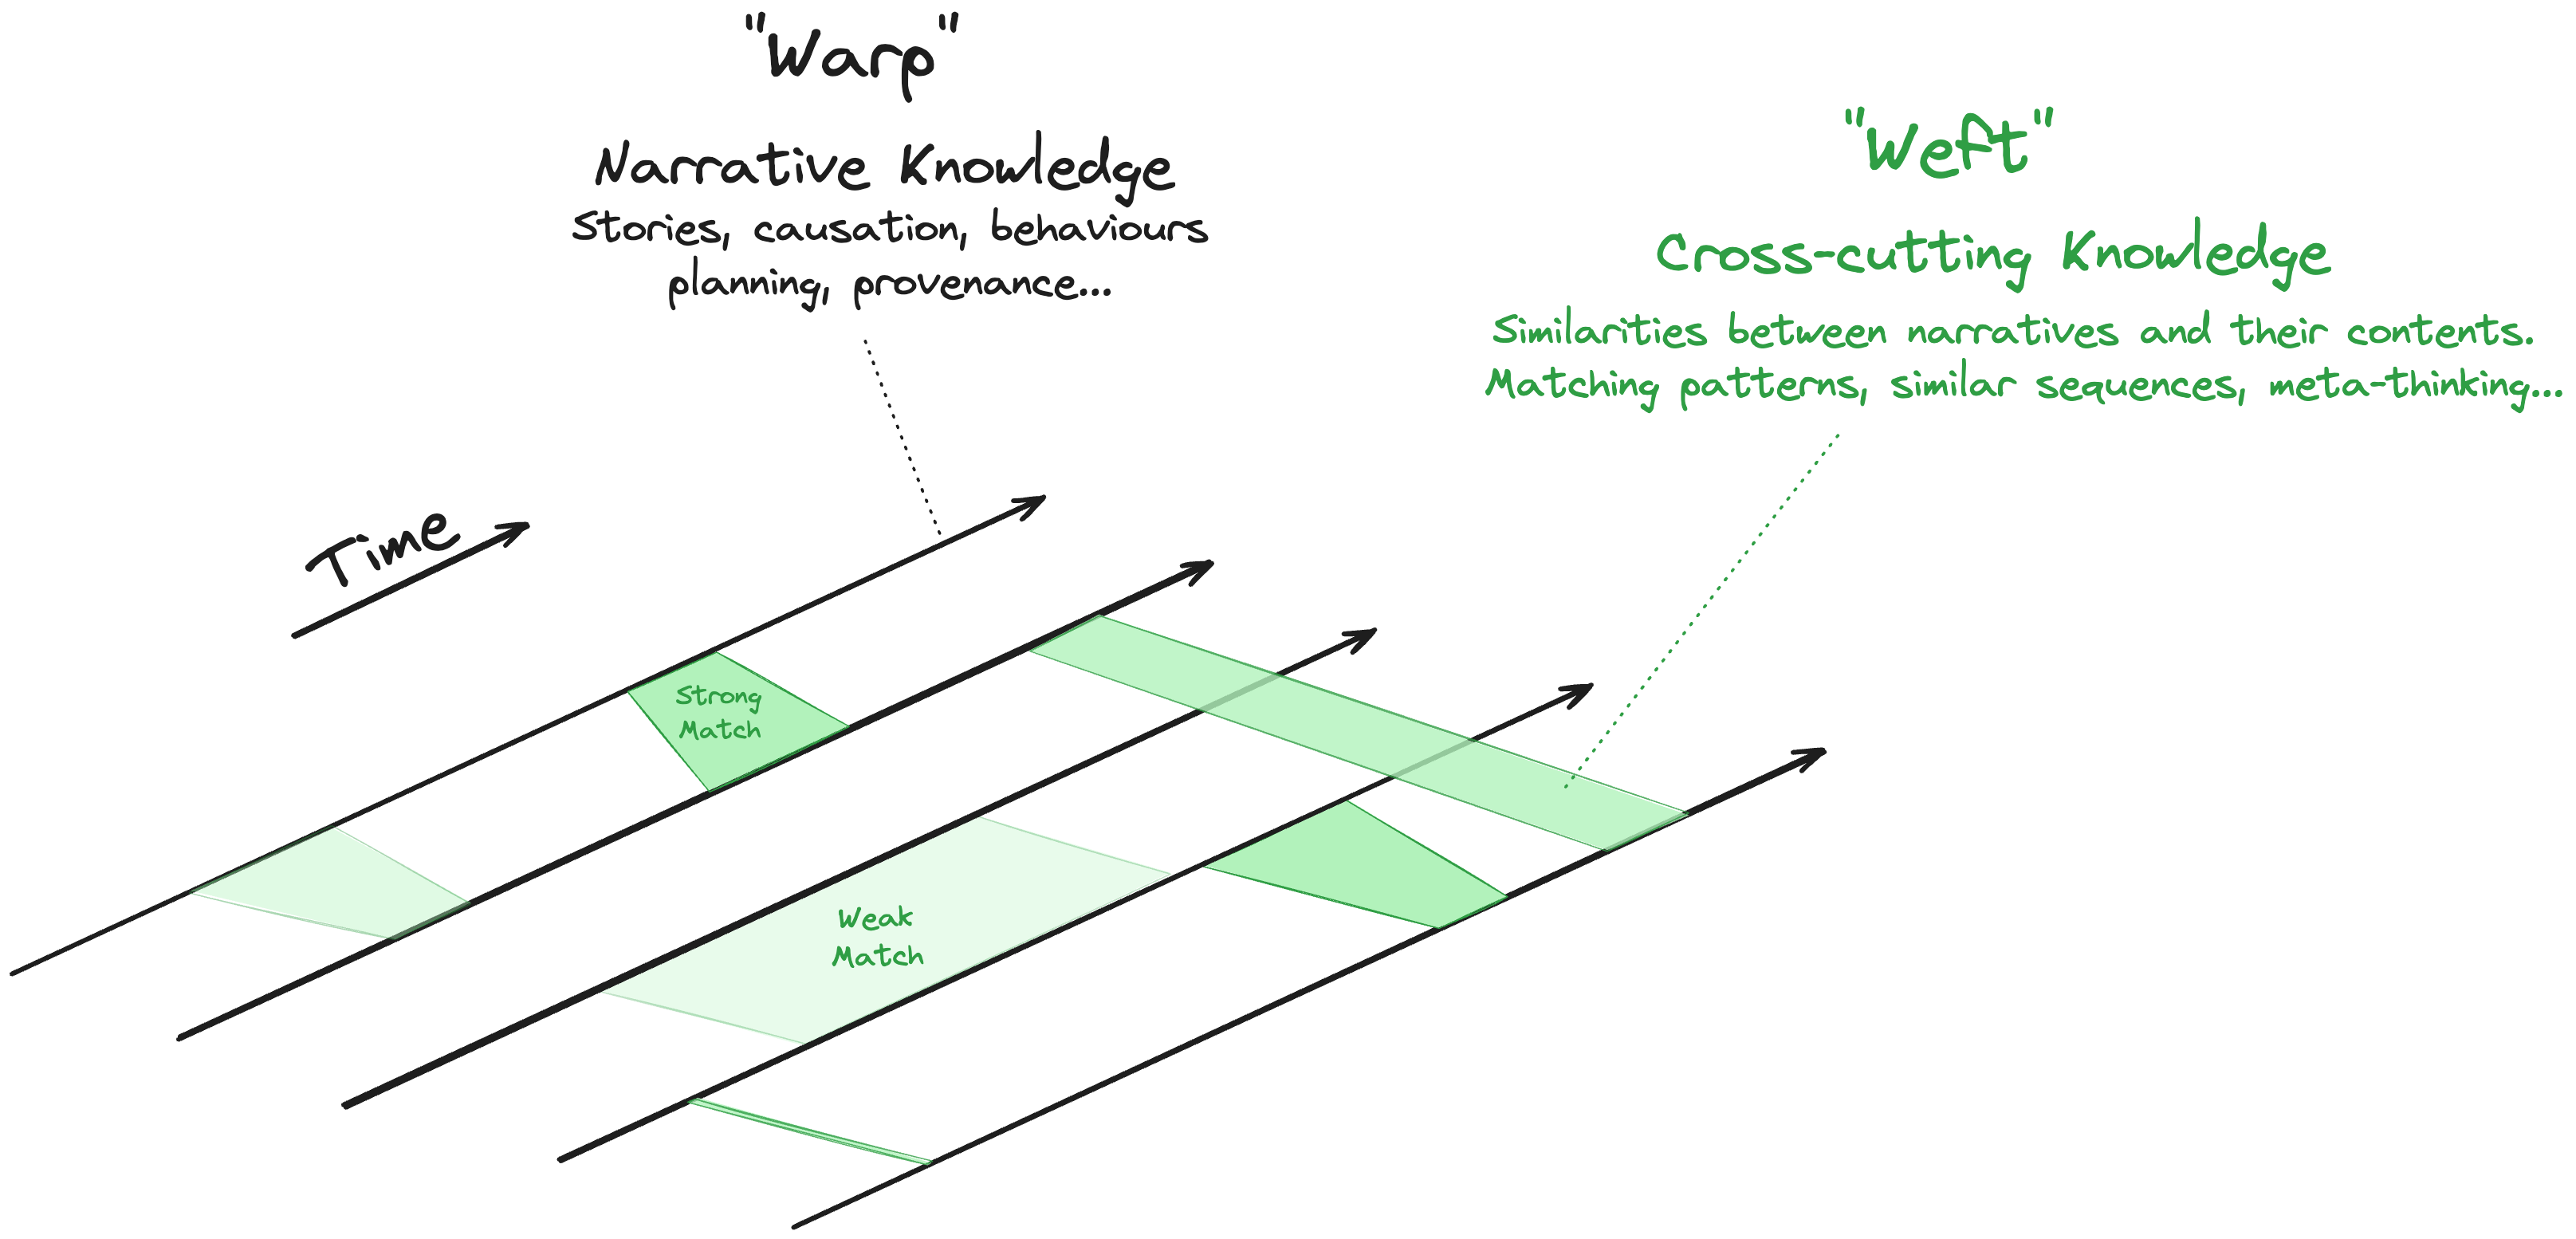 "Warp"
Narrative Knowledge
Stories, causation, behaviours
planning, provenance...
"Weft"
Cross-cutting Knowledge
Similarities between narratives and their contents.
Matching patterns, similar sequences, meta-thinking...
Time
Strong
Match
Weak
Match